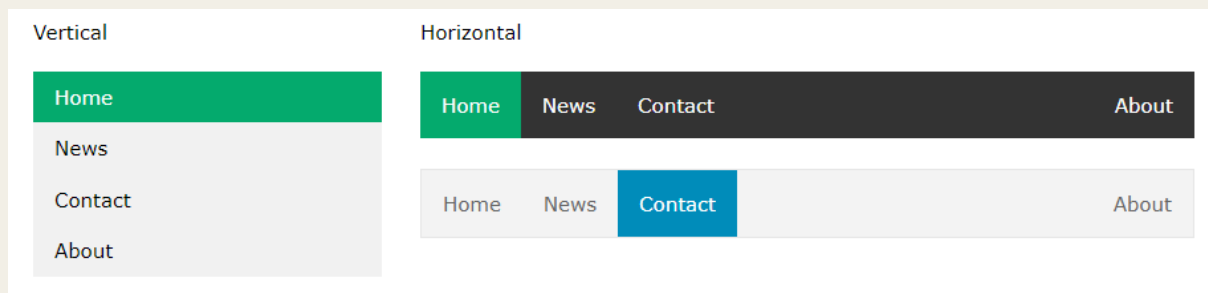 Vertical
Home
News
Contact
About
Horizontal
Home News Contact About
Home News Contact About